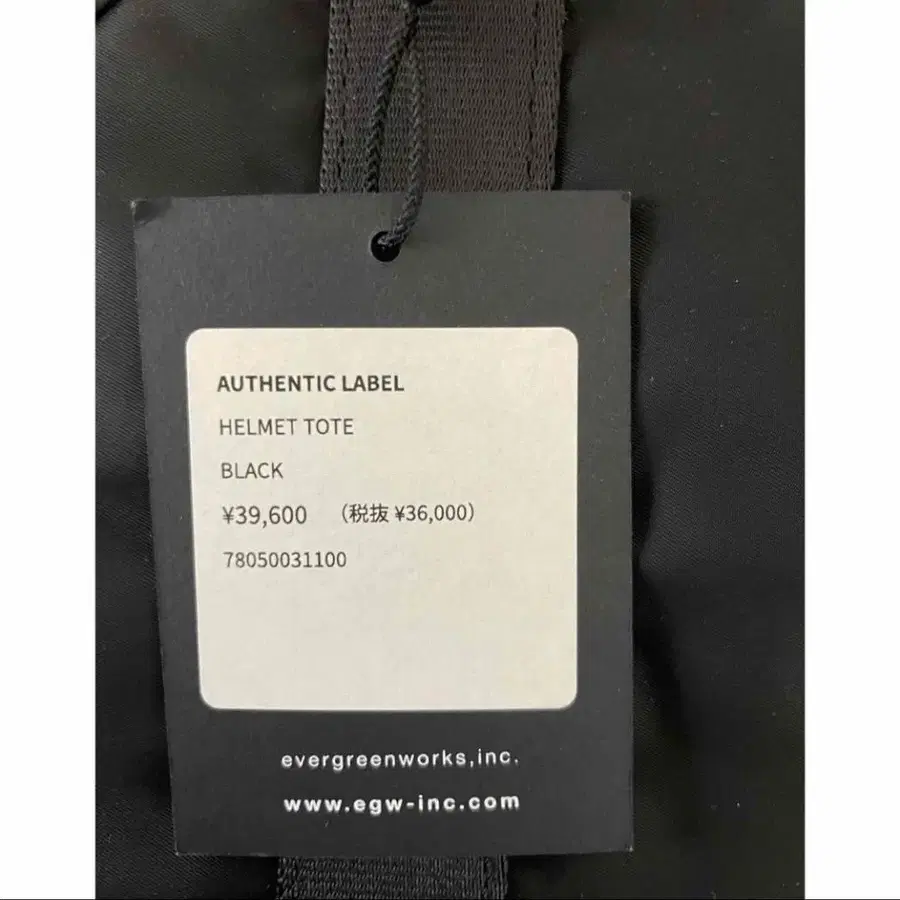 AUTHENTIC LABEL
HELMET TOTE
BLACK
¥39,600 （税抜 ¥36,000）
78050031100
evergreenworks,inc.
www.egw-inc.com